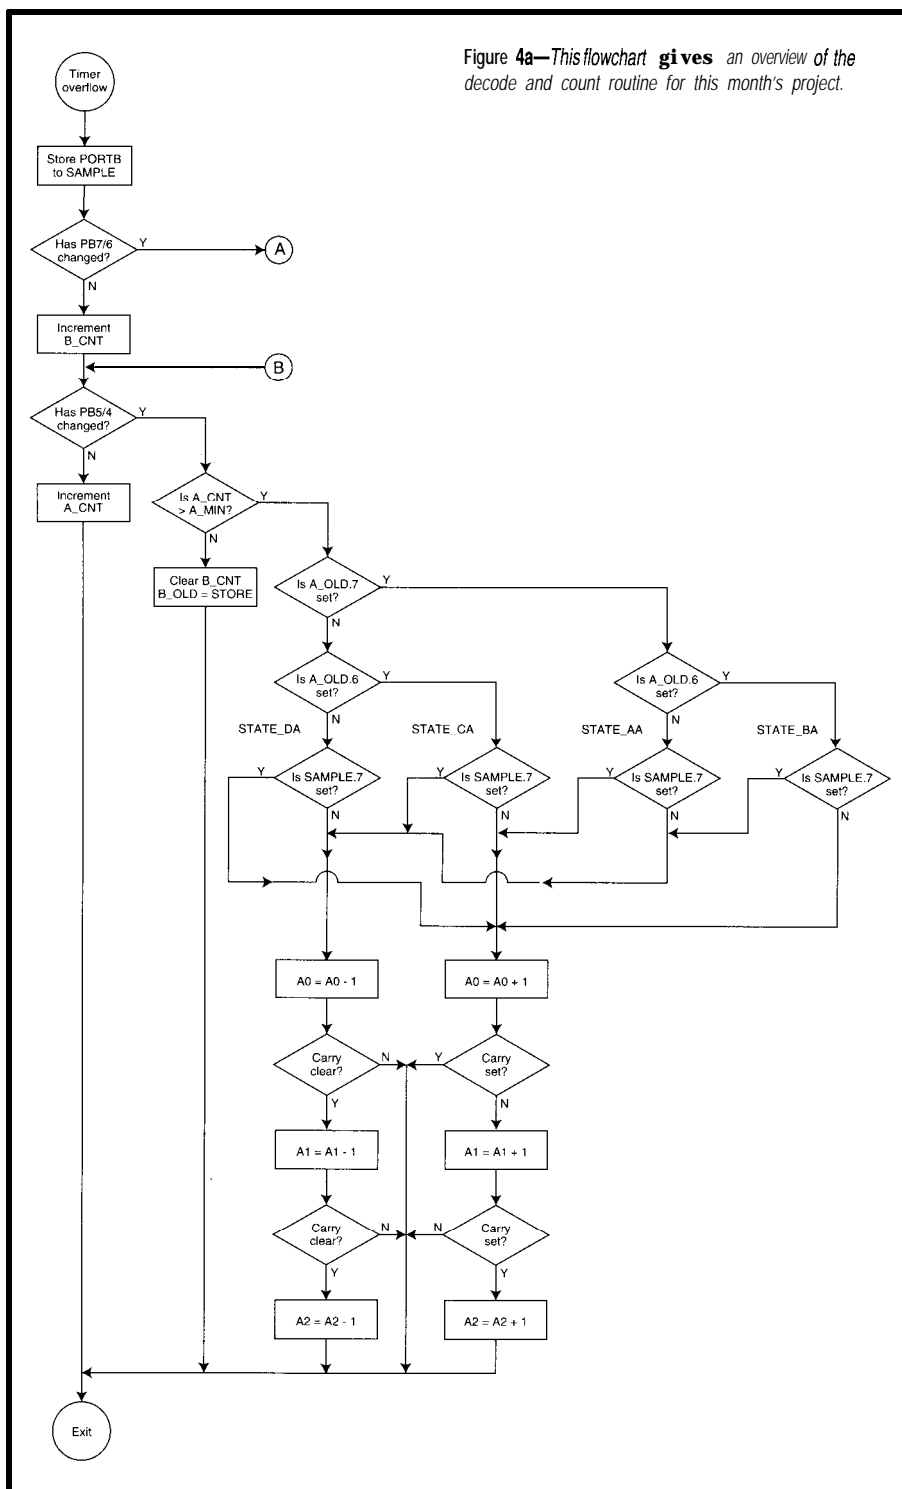 Figure 4a—This flowchart gives an overview of the
decode and count routine for this month's project.
Timer
overflow
Store PORTB
to SAMPLE
Has PB7/6
changed?
Y
A
N
Increment
B_CNT
B
Has PB5/4
changed?
Y
N
Increment
A_CNT
Is A_CNT
> A_MIN?
Y
N
Clear B_CNT
B_OLD = STORE
Is A_OLD.7
set?
Y
N
Is A_OLD.6
set?
Y
N
Is A_OLD.6
set?
Y
N
STATE_DA
STATE_CA
STATE_AA
STATE_BA
Y
Is SAMPLE.7
set?
N
Y
Is SAMPLE.7
set?
N
Y
Is SAMPLE.7
set?
N
Y
Is SAMPLE.7
set?
N
A0 = A0 - 1
A0 = A0 + 1
Carry
clear?
N
Y
Y
Carry
set?
N
A1 = A1 - 1
A1 = A1 + 1
Carry
clear?
N
Y
N
Carry
set?
Y
A2 = A2 - 1
A2 = A2 + 1
Exit